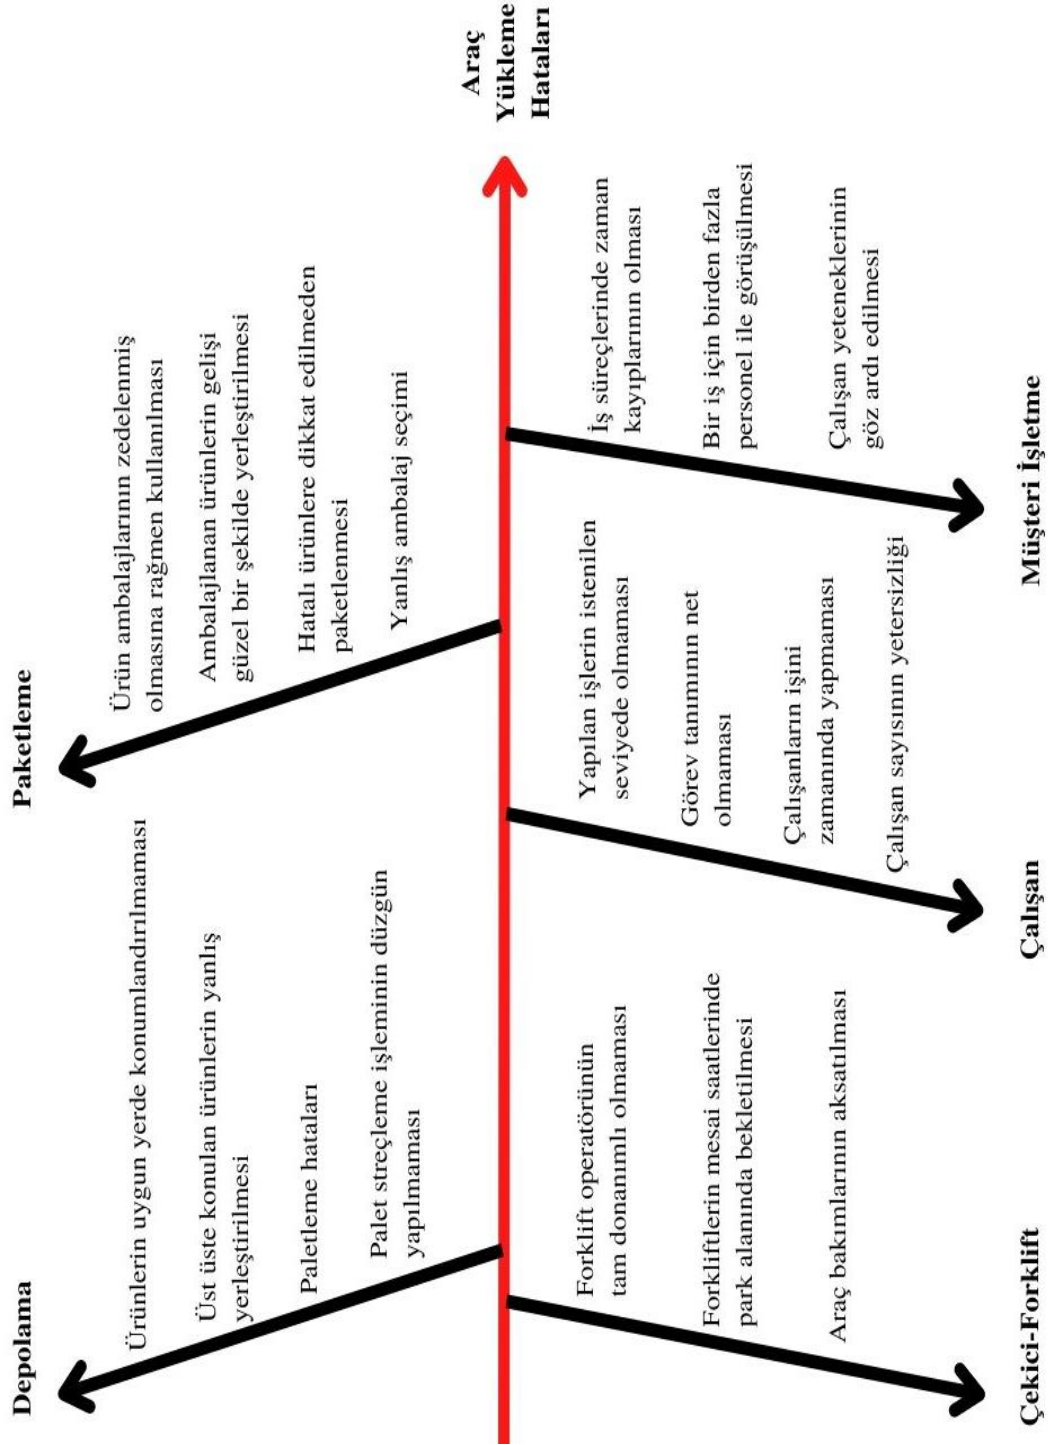 Depolama
Ürünlerin uygun yerde konumlandırılmaması
Üst üste konulan ürünlerin yanlış
yerleştirilmesi
Paletleme hataları
Palet streçleme işleminin düzgün
yapılmaması
Paketleme
Ürün ambalajlarının zedelenmiş
olmasına rağmen kullanılması
Ambalajlanan ürünlerin gelişi
güzel bir şekilde yerleştirilmesi
Hatalı ürünlere dikkat edilmeden
paketlenmesi
Yanlış ambalaj seçimi
Araç
Yükleme
Hataları
Forklift operatörünün
tam donanımlı olmaması
Forkliftlerin mesai saatlerinde
park alanında bekletilmesi
Araç bakımlarının aksatılması
Çekici-Forklift
Yapılan işlerin istenilen
seviyede olmaması
Görev tanımının net
olmaması
Çalışanların işini
zamanında yapmaması
Çalışan sayısının yetersizliği
Çalışan
İş süreçlerinde zaman
kayıplarının olması
Bir iş için birden fazla
personel ile görüşülmesi
Çalışan yeteneklerinin
göz ardı edilmesi
Müşteri İşletme